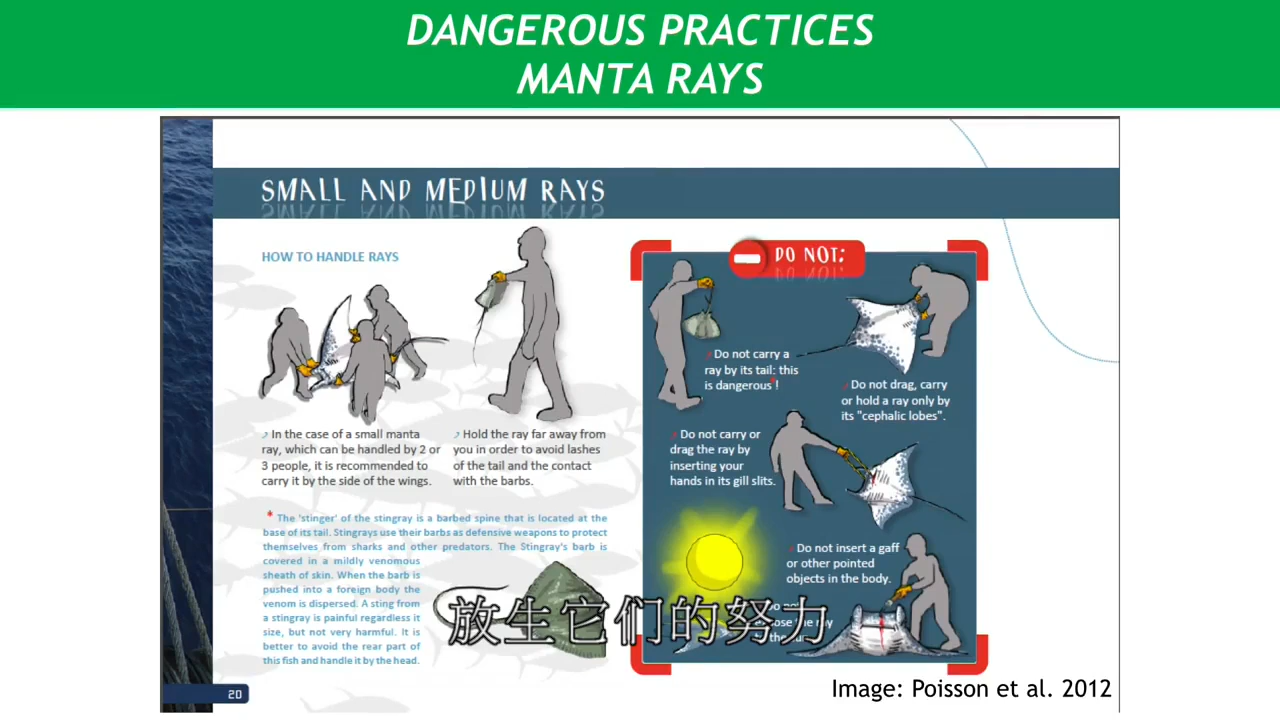 DANGEROUS PRACTICES
MANTA RAYS
SMALL AND MEDIUM RAYS
HOW TO HANDLE RAYS
In the case of a small manta
ray, which can be handled by 2 or
3 people, it is recommended to
carry it by the side of the wings.
Hold the ray far away from
you in order to avoid lashes
of the tail and the contact
with the barbs.
* The 'stinger' of the stingray is a barbed spine that is located at the
base of its tail. Stingrays use their barbs as defensive weapons to protect
themselves from sharks and other predators. The Stingray's barb is
covered in a mildly venomous
sheath of skin. When the barb is
pushed into a foreign body the
venom is dispersed. A sting from
a stingray is painful regardless it
size, but not very harmful. It is
better to avoid the rear part of
this fish and handle it by the head.
DO NOT:
Do not carry a
ray by its tail: this
is dangerous*!
Do not drag, carry
or hold a ray only by
its "cephalic lobes".
Do not carry or
drag the ray by
inserting your
hands in its gill slits.
Do not insert a gaff
or other pointed
objects in the body.
Do not
the ray
放生它们的努力
20
Image: Poisson et al. 2012